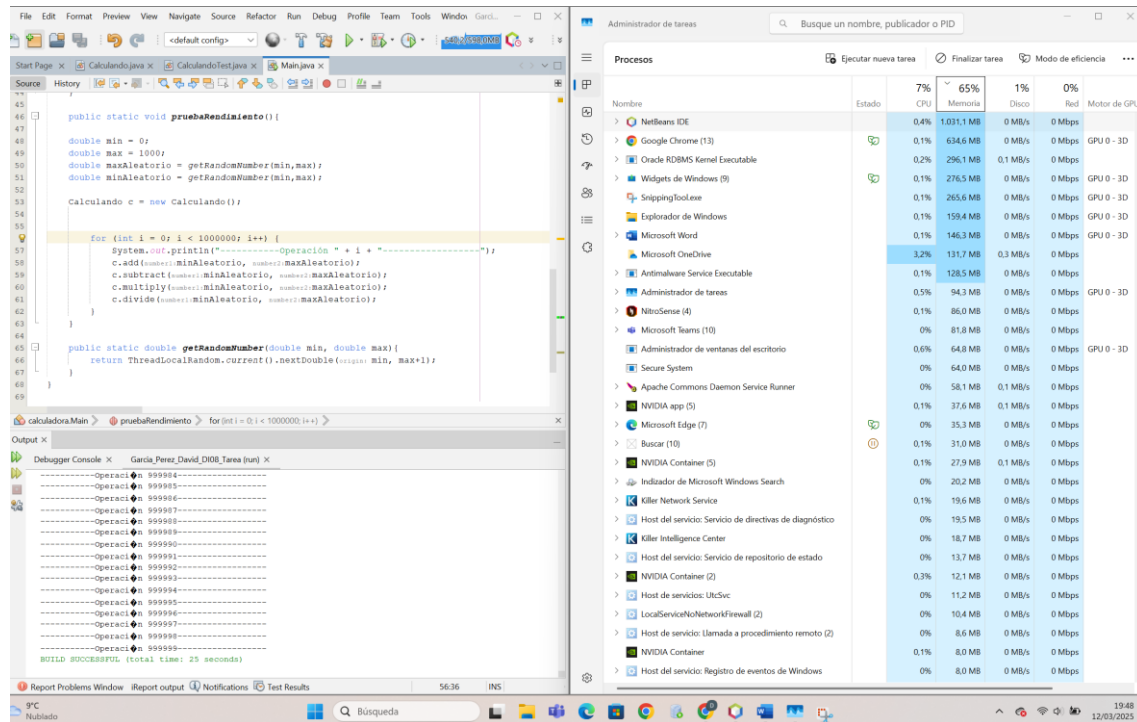 File Edit Format Preview View Navigate Source Refactor Run Debug Profile Team Tools Windo Garci...
<default config>
Start Page Calculando.java CalculandoTest.java Main.java
Source History
45
46 public static void pruebaRendimiento(){
47
48 double min = 0;
49 double max = 1000;
50 double maxAleatorio = getRandomNumber(min,max);
51 double minAleatorio = getRandomNumber(min,max);
52
53 Calculando c = new Calculando();
54
55
for (int i = 0; i < 1000000; i++) {
57 System.out.println("-----------Operación " + i + "------------------");
58 c.add(number1:minAleatorio, number2:maxAleatorio);
59 c.subtract(number1:minAleatorio, number2:maxAleatorio);
60 c.multiply(number1:minAleatorio, number2:maxAleatorio);
61 c.divide(number1:minAleatorio, number2:maxAleatorio);
62 }
63 }
64
65 public static double getRandomNumber(double min, double max){
66 return ThreadLocalRandom.current().nextDouble(origin: min, max+1);
67 }
68 }
69
calculadora.Main pruebaRendimiento for (int i = 0; i < 1000000; i++)
Output
Debugger Console Garcia_Perez_David_DI08_Tarea (run)
-----------Operaci�n 999984------------------
-----------Operaci�n 999985------------------
-----------Operaci�n 999986------------------
-----------Operaci�n 999987------------------
-----------Operaci�n 999988------------------
-----------Operaci�n 999989------------------
-----------Operaci�n 999990------------------
-----------Operaci�n 999991------------------
-----------Operaci�n 999992------------------
-----------Operaci�n 999993------------------
-----------Operaci�n 999994------------------
-----------Operaci�n 999995------------------
-----------Operaci�n 999996------------------
-----------Operaci�n 999997------------------
-----------Operaci�n 999998------------------
-----------Operaci�n 999999------------------
BUILD SUCCESSFUL (total time: 25 seconds)
Report Problems Window iReport output Notifications Test Results 56:36 INS
Administrador de tareas Busque un nombre, publicador o PID
Procesos Ejecutar nueva tarea Finalizar tarea Modo de eficiencia ...
7% 65% 1% 0%
Nombre Estado CPU Memoria Disco Red Motor de GPU
NetBeans IDE 0,4% 1.031,1 MB 0 MB/s 0 Mbps
Google Chrome (13) 0,1% 634,6 MB 0 MB/s 0 Mbps GPU 0 - 3D
Oracle RDBMS Kernel Executable 0,2% 296,1 MB 0,1 MB/s 0 Mbps
Widgets de Windows (9) 0,1% 276,5 MB 0 MB/s 0 Mbps GPU 0 - 3D
SnippingTool.exe 0,1% 265,6 MB 0 MB/s 0 Mbps GPU 0 - 3D
Explorador de Windows 0,1% 159,4 MB 0 MB/s 0 Mbps GPU 0 - 3D
Microsoft Word 0,1% 146,3 MB 0 MB/s 0 Mbps GPU 0 - 3D
Microsoft OneDrive 3,2% 131,7 MB 0,3 MB/s 0 Mbps
Antimalware Service Executable 0,1% 128,5 MB 0 MB/s 0 Mbps
Administrador de tareas 0,5% 94,3 MB 0 MB/s 0 Mbps GPU 0 - 3D
NitroSense (4) 0,1% 86,0 MB 0 MB/s 0 Mbps
Microsoft Teams (10) 0% 81,8 MB 0 MB/s 0 Mbps
Administrador de ventanas del escritorio 0,6% 64,8 MB 0 MB/s 0 Mbps GPU 0 - 3D
Secure System 0% 64,0 MB 0 MB/s 0 Mbps
Apache Commons Daemon Service Runner 0% 58,1 MB 0,1 MB/s 0 Mbps
NVIDIA app (5) 0,1% 37,6 MB 0,1 MB/s 0 Mbps
Microsoft Edge (7) 0% 35,3 MB 0 MB/s 0 Mbps
Buscar (10) 0,1% 31,0 MB 0 MB/s 0 Mbps
NVIDIA Container (5) 0,1% 27,9 MB 0,1 MB/s 0 Mbps
Indizador de Microsoft Windows Search 0% 20,2 MB 0 MB/s 0 Mbps
Killer Network Service 0,1% 19,6 MB 0 MB/s 0 Mbps
Host del servicio: Servicio de directivas de diagnóstico 0% 19,5 MB 0 MB/s 0 Mbps
Killer Intelligence Center 0% 18,7 MB 0 MB/s 0 Mbps
Host del servicio: Servicio de repositorio de estado 0% 13,7 MB 0 MB/s 0 Mbps
NVIDIA Container (2) 0,3% 12,1 MB 0 MB/s 0 Mbps
Host de servicios: UtcSvc 0% 11,2 MB 0 MB/s 0 Mbps
LocalServiceNoNetworkFirewall (2) 0% 10,4 MB 0 MB/s 0 Mbps
Host de servicio: Llamada a procedimiento remoto (2) 0% 8,6 MB 0 MB/s 0 Mbps
NVIDIA Container 0,1% 8,0 MB 0 MB/s 0 Mbps
Host del servicio: Registro de eventos de Windows 0% 8,0 MB 0 MB/s 0 Mbps
9°C
Nublado
Búsqueda
19:48
12/03/2025